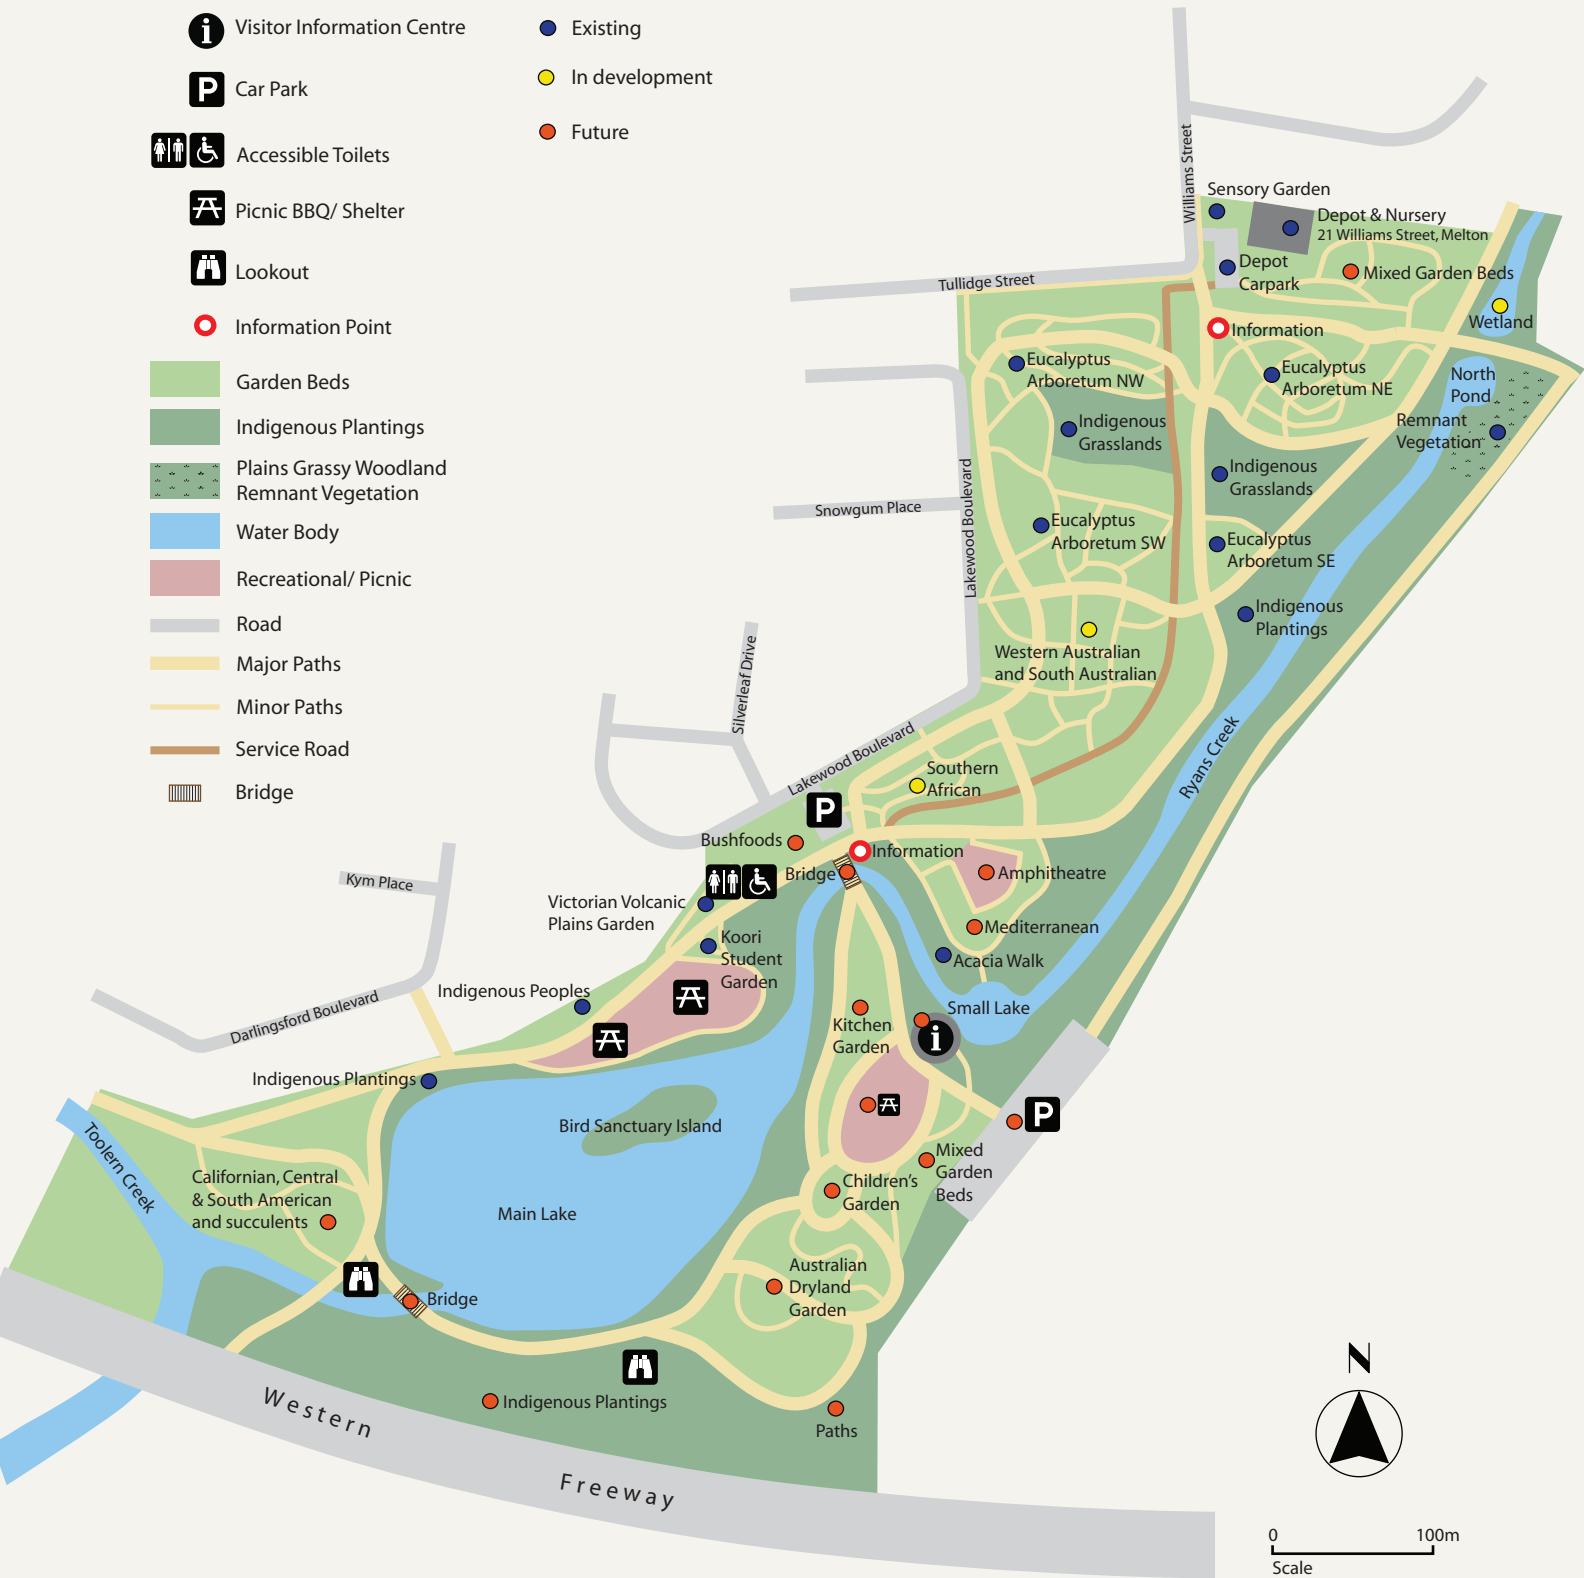 Visitor Information Centre
Car Park
Accessible Toilets
Picnic BBQ/ Shelter
Lookout
Information Point
Garden Beds
Indigenous Plantings
Plains Grassy Woodland
Remnant Vegetation
Water Body
Recreational/ Picnic
Road
Major Paths
Minor Paths
Service Road
Bridge
Existing
In development
Future
i
P
Williams Street
Sensory Garden
Depot & Nursery
21 Williams Street, Melton
Depot
Carpark
Mixed Garden Beds
Wetland
Tullidge Street
Information
Eucalyptus
Arboretum NW
Eucalyptus
Arboretum NE
North
Pond
Remnant
Vegetation
Indigenous
Grasslands
Indigenous
Grasslands
Lakewood Boulevard
Snowgum Place
Eucalyptus
Arboretum SW
Eucalyptus
Arboretum SE
Indigenous
Plantings
Western Australian
and South Australian
Silverleaf Drive
Lakewood Boulevard
Ryans Creek
Southern
African
P
Bushfoods
Information
Bridge
Amphitheatre
Kym Place
Victorian Volcanic
Plains Garden
Mediterranean
Koori
Student
Garden
Acacia Walk
Indigenous Peoples
Darlingsford Boulevard
Small Lake
Kitchen
Garden
i
Indigenous Plantings
Bird Sanctuary Island
P
Toolern Creek
Mixed
Garden
Beds
Californian, Central
& South American
and succulents
Children's
Garden
Main Lake
Australian
Dryland
Garden
Bridge
Indigenous Plantings
Paths
Western
Freeway
N
0 100m
Scale